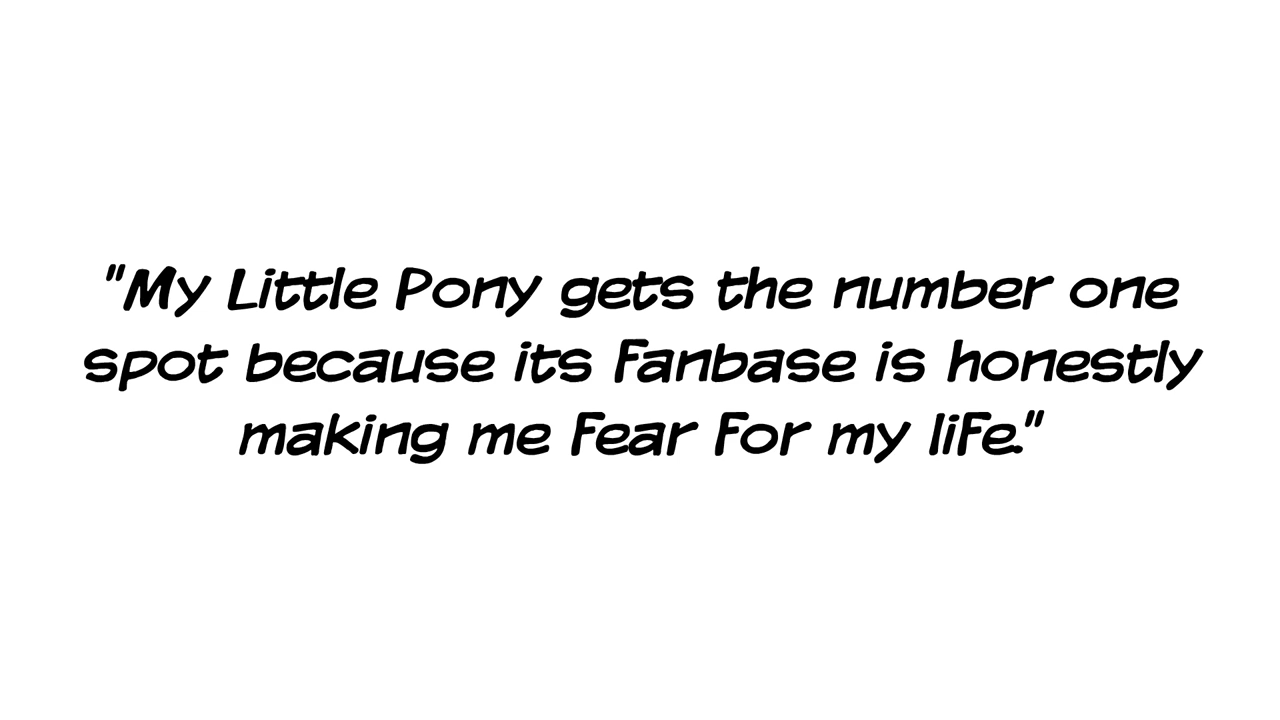 "My Little Pony gets the number one
spot because its fanbase is honestly
making me fear for my life."